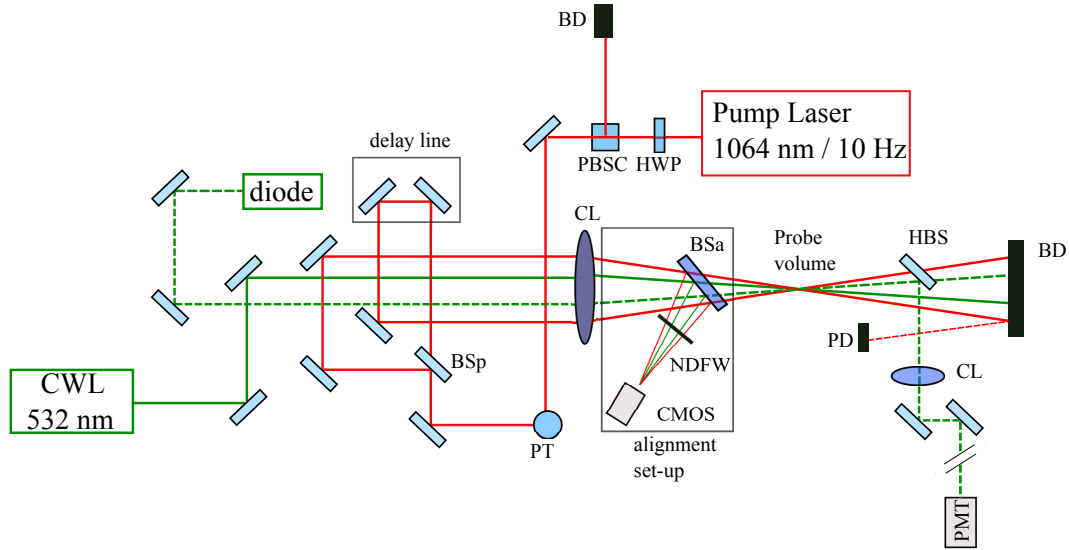 BD
Pump Laser
1064 nm / 10 Hz
PBSC
HWP
delay line
diode
CL
BSa
Probe
volume
HBS
BD
PD
NDFW
BSp
CL
CWL
532 nm
CMOS
PT
alignment
set-up
PMT